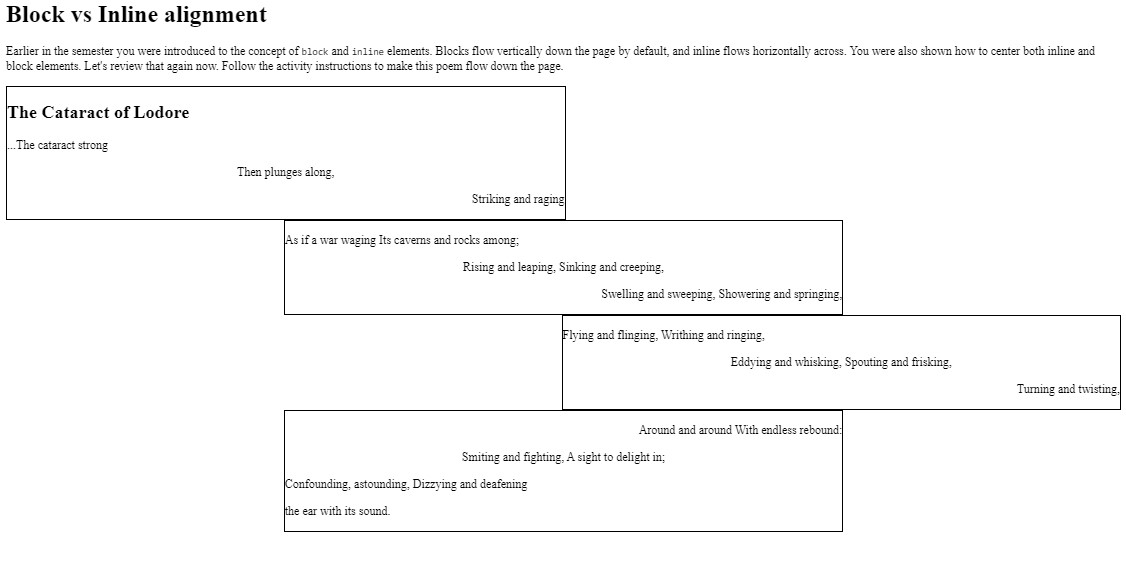 Block vs Inline alignment
Earlier in the semester you were introduced to the concept of block and inline elements. Blocks flow vertically down the page by default, and inline flows horizontally across. You were also shown how to center both inline and
block elements. Let's review that again now. Follow the activity instructions to make this poem flow down the page.
The Cataract of Lodore
...The cataract strong
Then plunges along,
Striking and raging
As if a war waging Its caverns and rocks among;
Rising and leaping, Sinking and creeping,
Swelling and sweeping, Showering and springing,
Flying and flinging, Writhing and ringing,
Eddying and whisking, Spouting and frisking,
Turning and twisting,
Around and around With endless rebound:
Smiting and fighting, A sight to delight in;
Confounding, astounding, Dizzying and deafening
the ear with its sound.